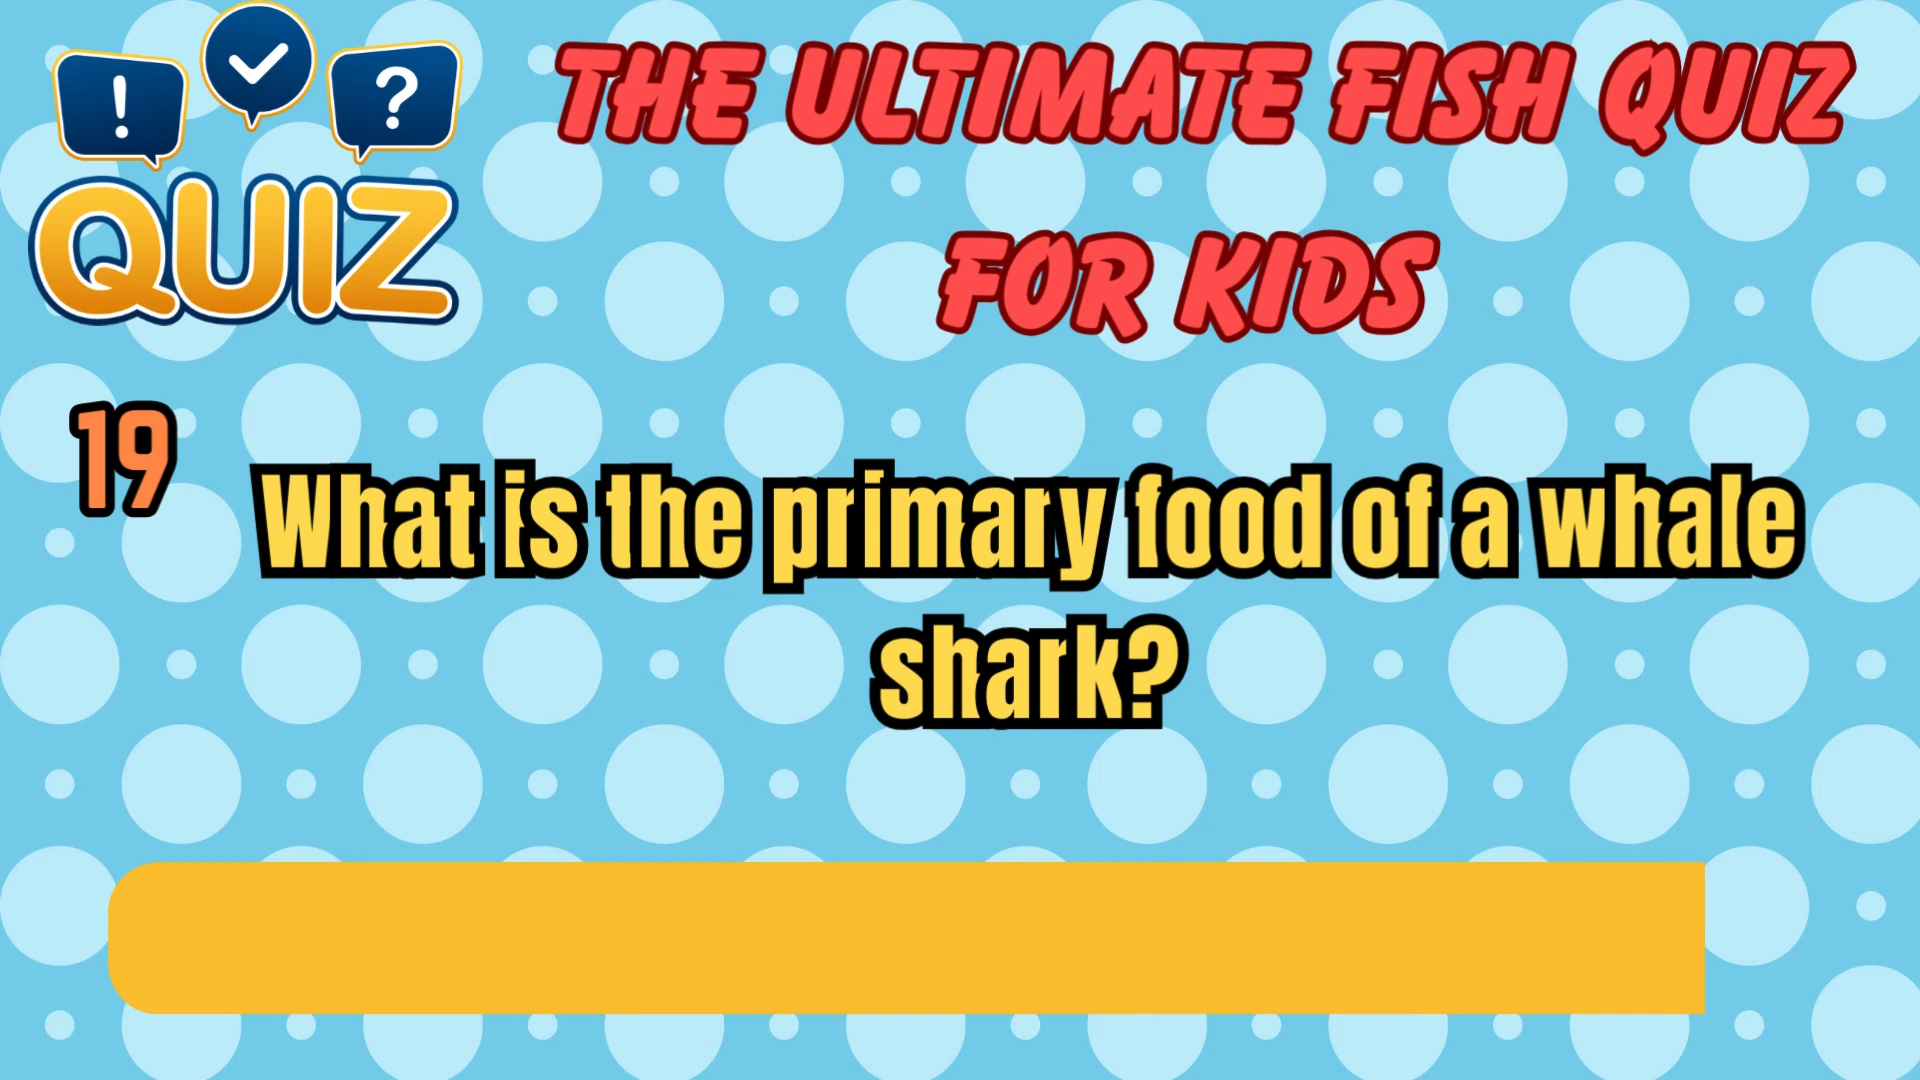 !
?
QUIZ
THE ULTIMATE FISH QUIZ
FOR KIDS
19
What is the primary food of a whale
shark?